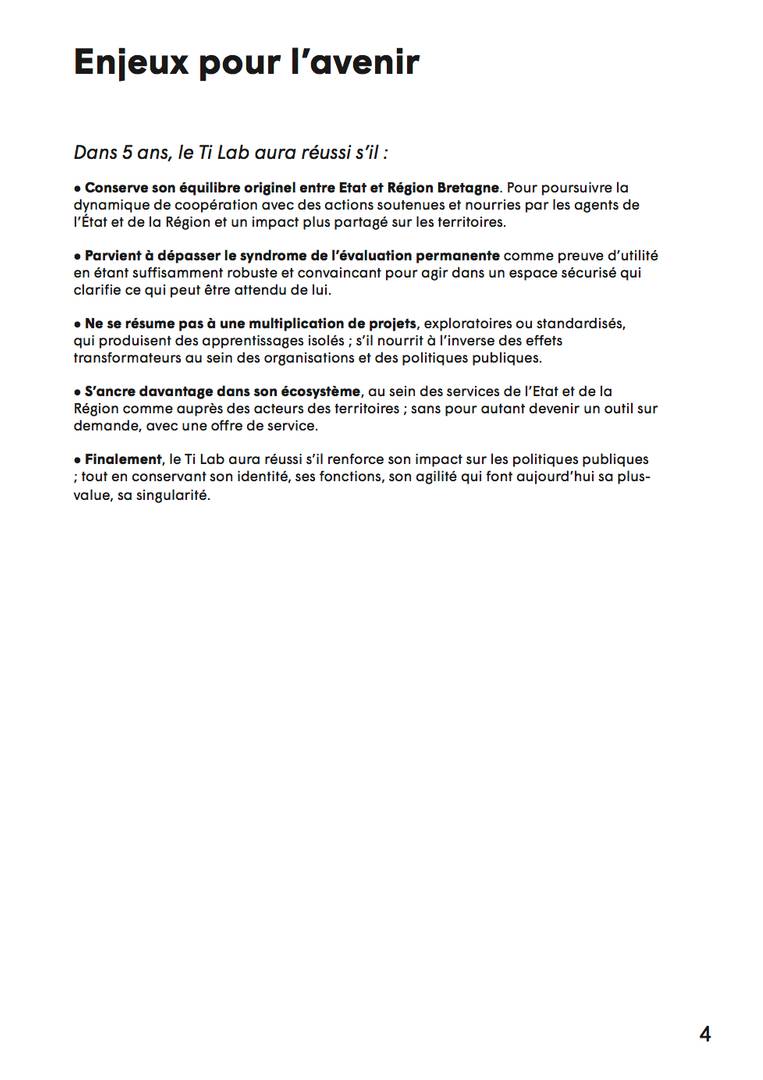 Enjeux pour l’avenir
Dans 5 ans, le Ti Lab aura réussi s’il :
• Conserve son équilibre originel entre Etat et Région Bretagne. Pour poursuivre la
dynamique de coopération avec des actions soutenues et nourries par les agents de
l’État et de la Région et un impact plus partagé sur les territoires.
• Parvient à dépasser le syndrome de l’évaluation permanente comme preuve d’utilité
en étant suffisamment robuste et convaincant pour agir dans un espace sécurisé qui
clarifie ce qui peut être attendu de lui.
• Ne se résume pas à une multiplication de projets, exploratoires ou standardisés,
qui produisent des apprentissages isolés ; s’il nourrit à l’inverse des effets
transformateurs au sein des organisations et des politiques publiques.
• S’ancre davantage dans son écosystème, au sein des services de l’Etat et de la
Région comme auprès des acteurs des territoires ; sans pour autant devenir un outil sur
demande, avec une offre de service.
• Finalement, le Ti Lab aura réussi s’il renforce son impact sur les politiques publiques
; tout en conservant son identité, ses fonctions, son agilité qui font aujourd’hui sa plus-
value, sa singularité.
4